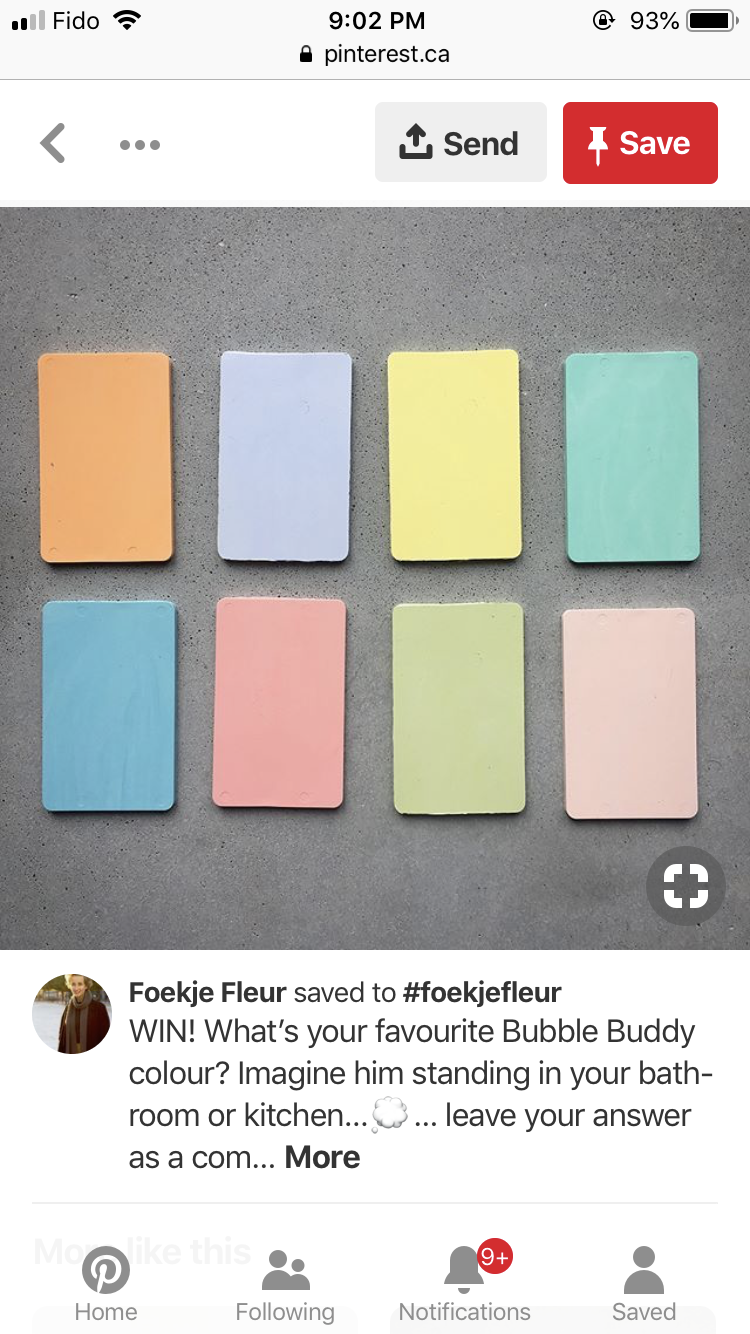 Fido 9:02 PM 93%
pinterest.ca
Send Save
Foekje Fleur saved to #foekjefleur
WIN! What's your favourite Bubble Buddy
colour? Imagine him standing in your bath-
room or kitchen...💭... leave your answer
as a com... More
More like this
9+
Home Following Notifications Saved